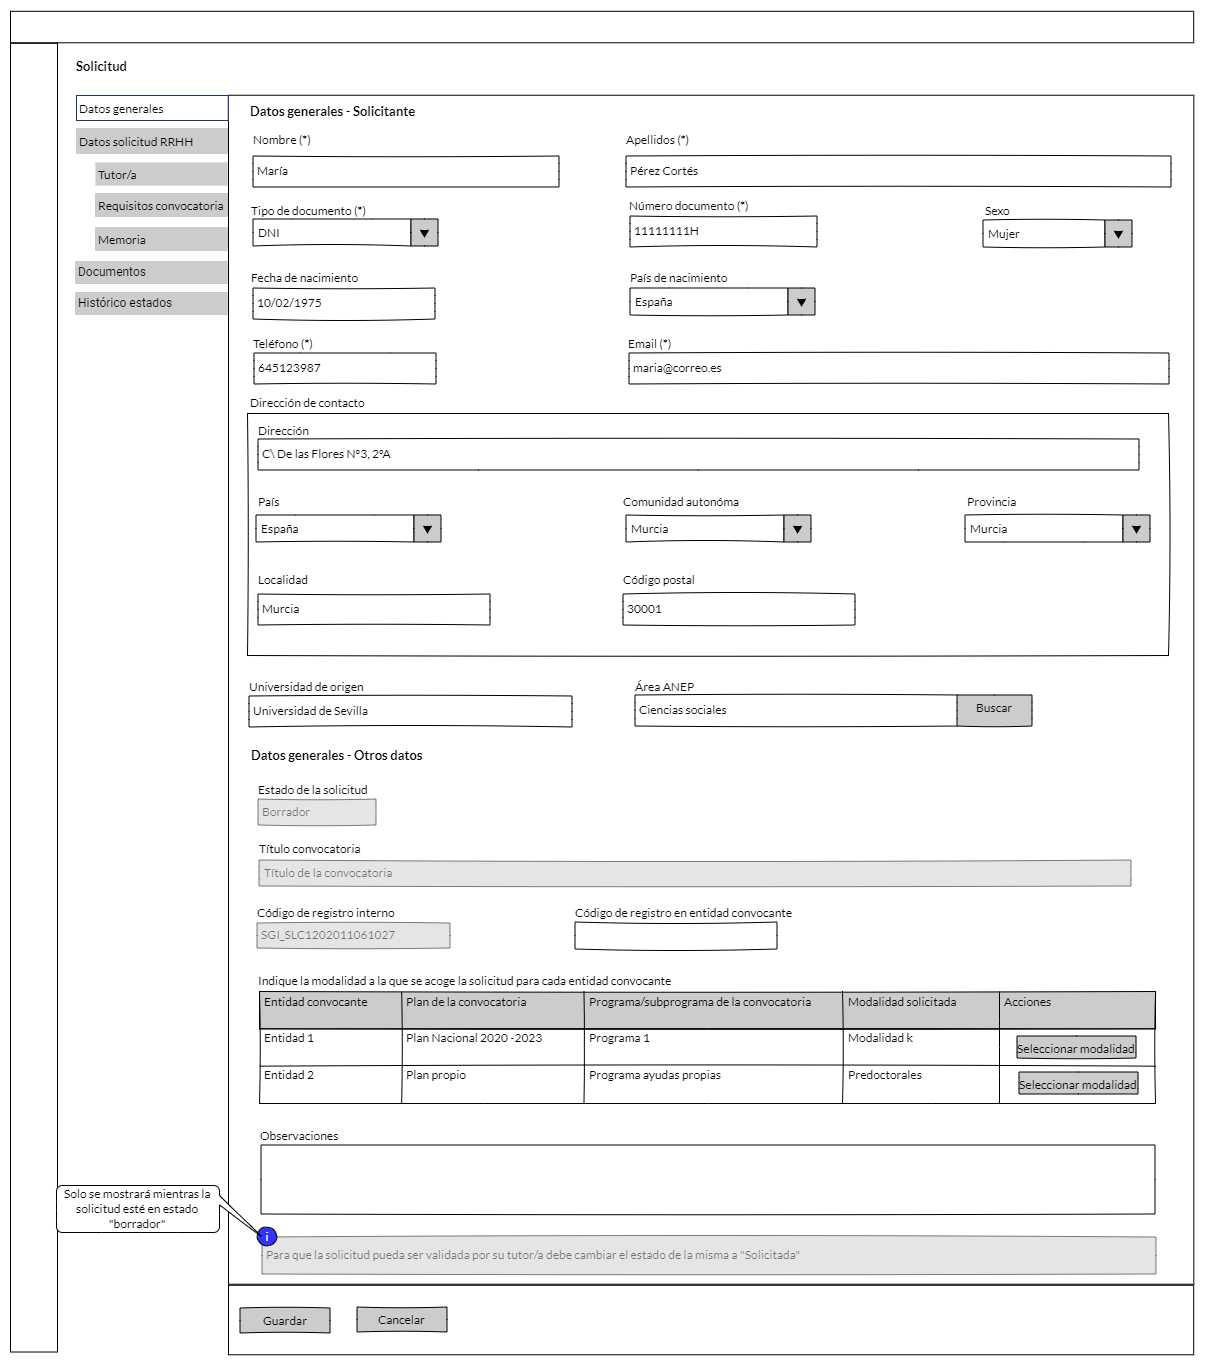 Solicitud
Datos generales
Datos solicitud RRHH
Tutor/a
Requisitos convocatoria
Memoria
Documentos
Histórico estados
Datos generales - Solicitante
Nombre (*)
Apellidos (*)
María
Pérez Cortés
Tipo de documento (*)
Número documento (*)
Sexo
DNI
11111111H
Mujer
Fecha de nacimiento
País de nacimiento
10/02/1975
España
Teléfono (*)
Email (*)
645123987
maria@correo.es
Dirección de contacto
Dirección
C\ De las Flores Nº3, 2ºA
País
Comunidad autonóma
Provincia
España
Murcia
Murcia
Localidad
Código postal
Murcia
30001
Universidad de origen
Área ANEP
Universidad de Sevilla
Ciencias sociales
Buscar
Datos generales - Otros datos
Estado de la solicitud
Borrador
Título convocatoria
Título de la convocatoria
Código de registro interno
Código de registro en entidad convocante
SGI_SLC1202011061027
Indique la modalidad a la que se acoge la solicitud para cada entidad convocante
Entidad convocante
Plan de la convocatoria
Programa/subprograma de la convocatoria
Modalidad solicitada
Acciones
Entidad 1
Plan Nacional 2020 -2023
Programa 1
Modalidad k
Seleccionar modalidad
Entidad 2
Plan propio
Programa ayudas propias
Predoctorales
Seleccionar modalidad
Observaciones
Solo se mostrará mientras la
solicitud esté en estado
"borrador"
i
Para que la solicitud pueda ser validada por su tutor/a debe cambiar el estado de la misma a "Solicitada"
Guardar
Cancelar